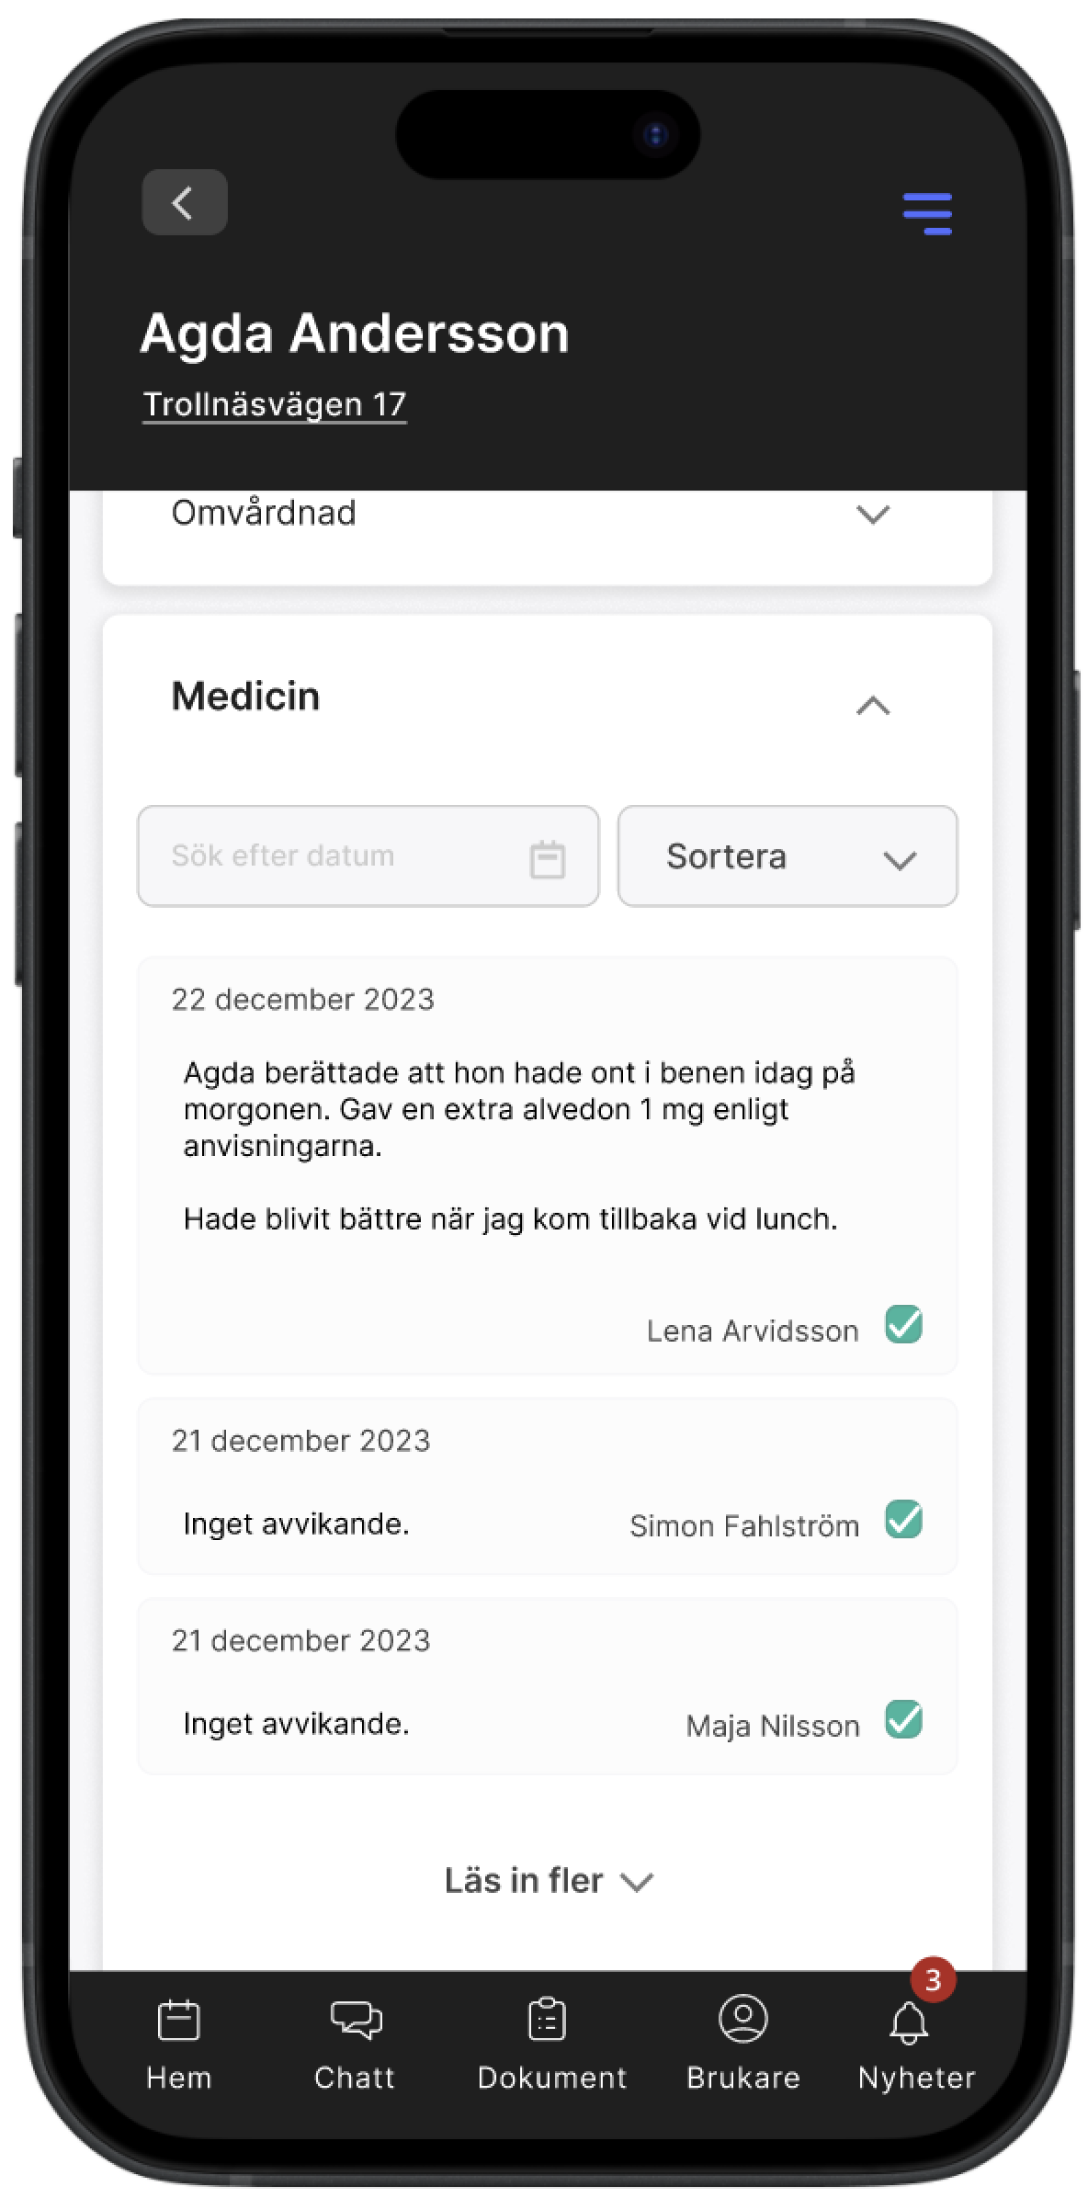 Agda Andersson
Trollnäsvägen 17
Omvårdnad
Medicin
Sök efter datum
Sortera
22 december 2023
Agda berättade att hon hade ont i benen idag på
morgonen. Gav en extra alvedon 1 mg enligt
anvisningarna.
Hade blivit bättre när jag kom tillbaka vid lunch.
Lena Arvidsson
21 december 2023
Inget avvikande.
Simon Fahlström
21 december 2023
Inget avvikande.
Maja Nilsson
Läs in fler
3
Hem
Chatt
Dokument
Brukare
Nyheter